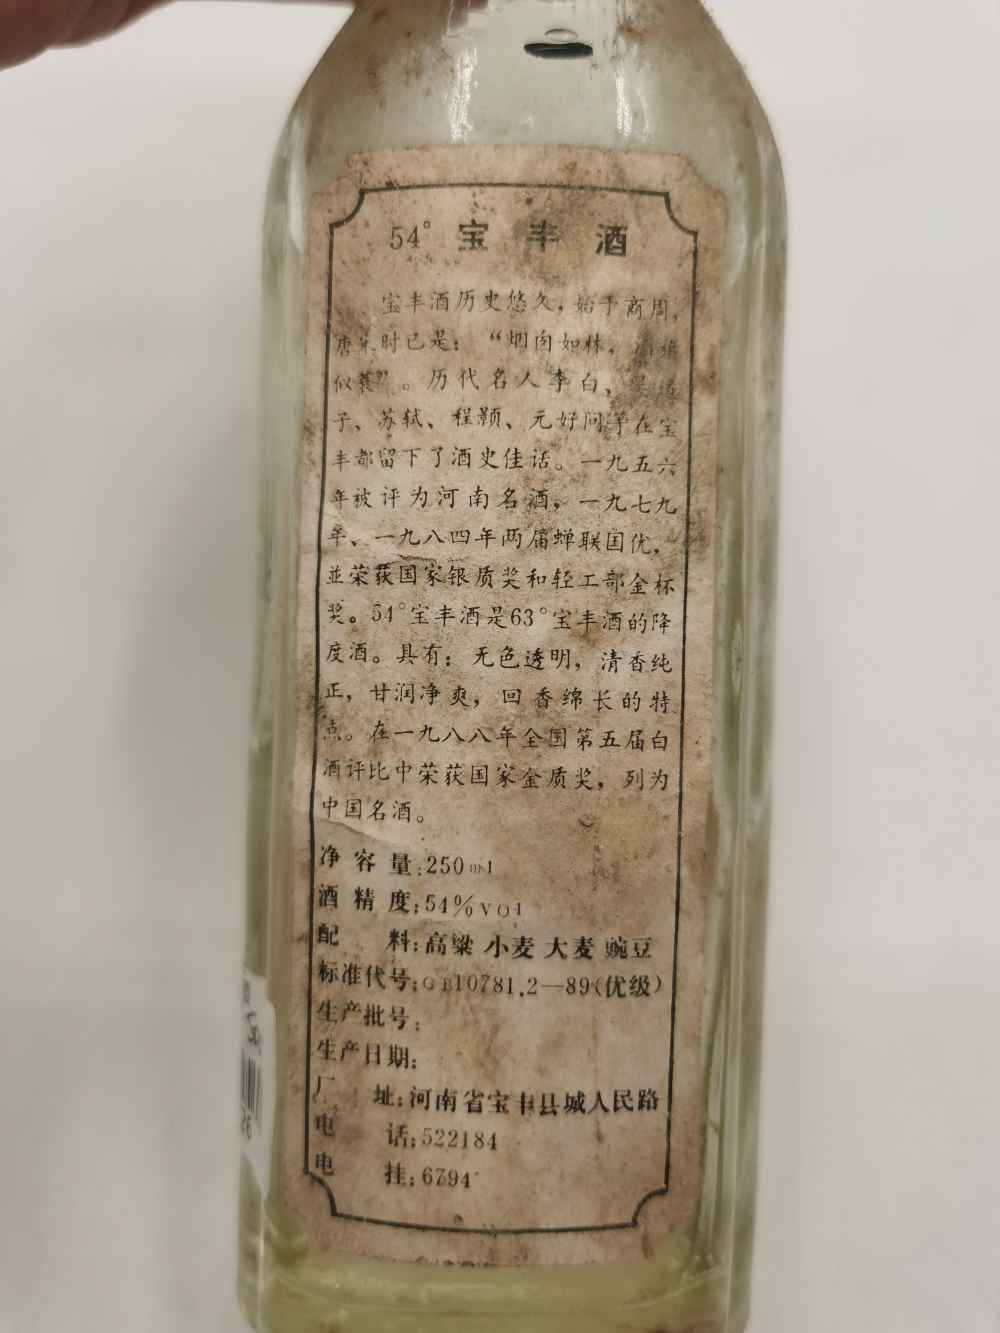 54° 宝丰酒
宝丰酒历史悠久，始于商周，
唐宋时已是：“烟囱如林，酒旗
似蓑”。历代名人李白、
子、苏轼、程颢、元好问等在宝
丰都留下了酒史佳话。一九五六
年被评为河南名酒，一九七九
年、一九八四年两届蝉联国优，
並荣获国家银质奖和轻工部金杯
奖。54°宝丰酒是63°宝丰酒的降
度酒。具有：无色透明，清香纯
正，甘润净爽，回香绵长的特
点。在一九八八年全国第五届白
酒评比中荣获国家金质奖，列为
中国名酒。
净容量：250ml
酒精度：54%vol
配料：高粱 小麦 大麦 豌豆
标准代号：GB10781.2—89（优级）
生产批号：
生产日期：
厂址：河南省宝丰县城人民路
电话：522184
电挂：6794